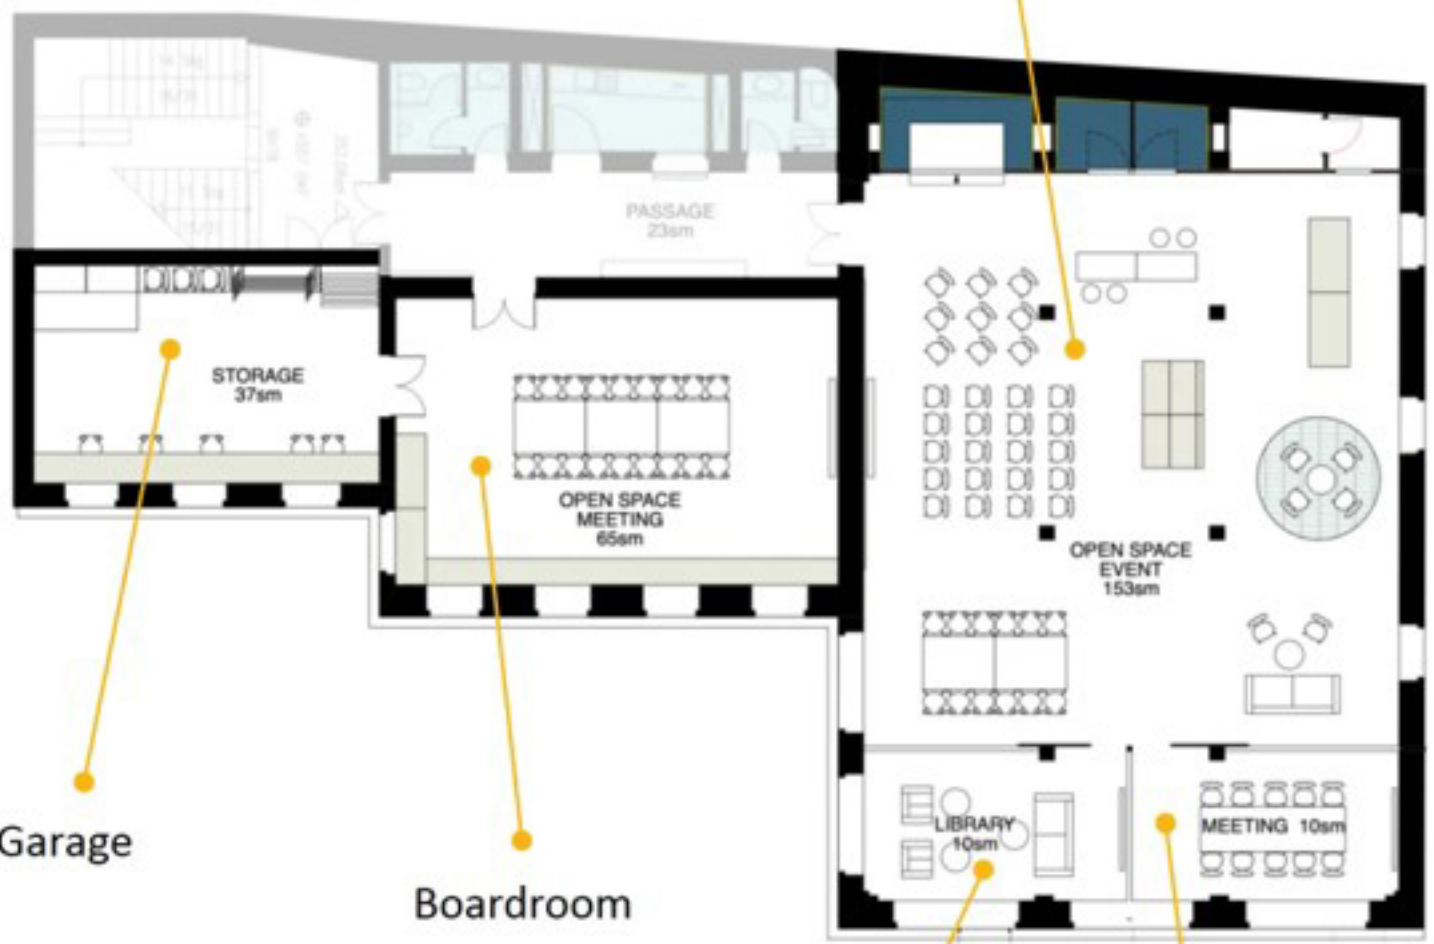 PASSAGE
23sm
STORAGE
37sm
OPEN SPACE
MEETING
65sm
OPEN SPACE
EVENT
153sm
LIBRARY
10sm
MEETING 10sm
Garage
Boardroom